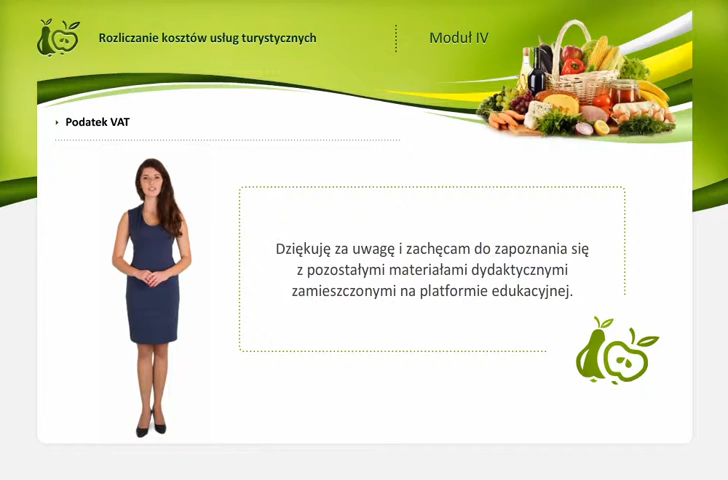 Rozliczanie kosztów usług turystycznych
Moduł IV
Podatek VAT
Dziękuję za uwagę i zachęcam do zapoznania się
z pozostałymi materiałami dydaktycznymi
zamieszczonymi na platformie edukacyjnej.